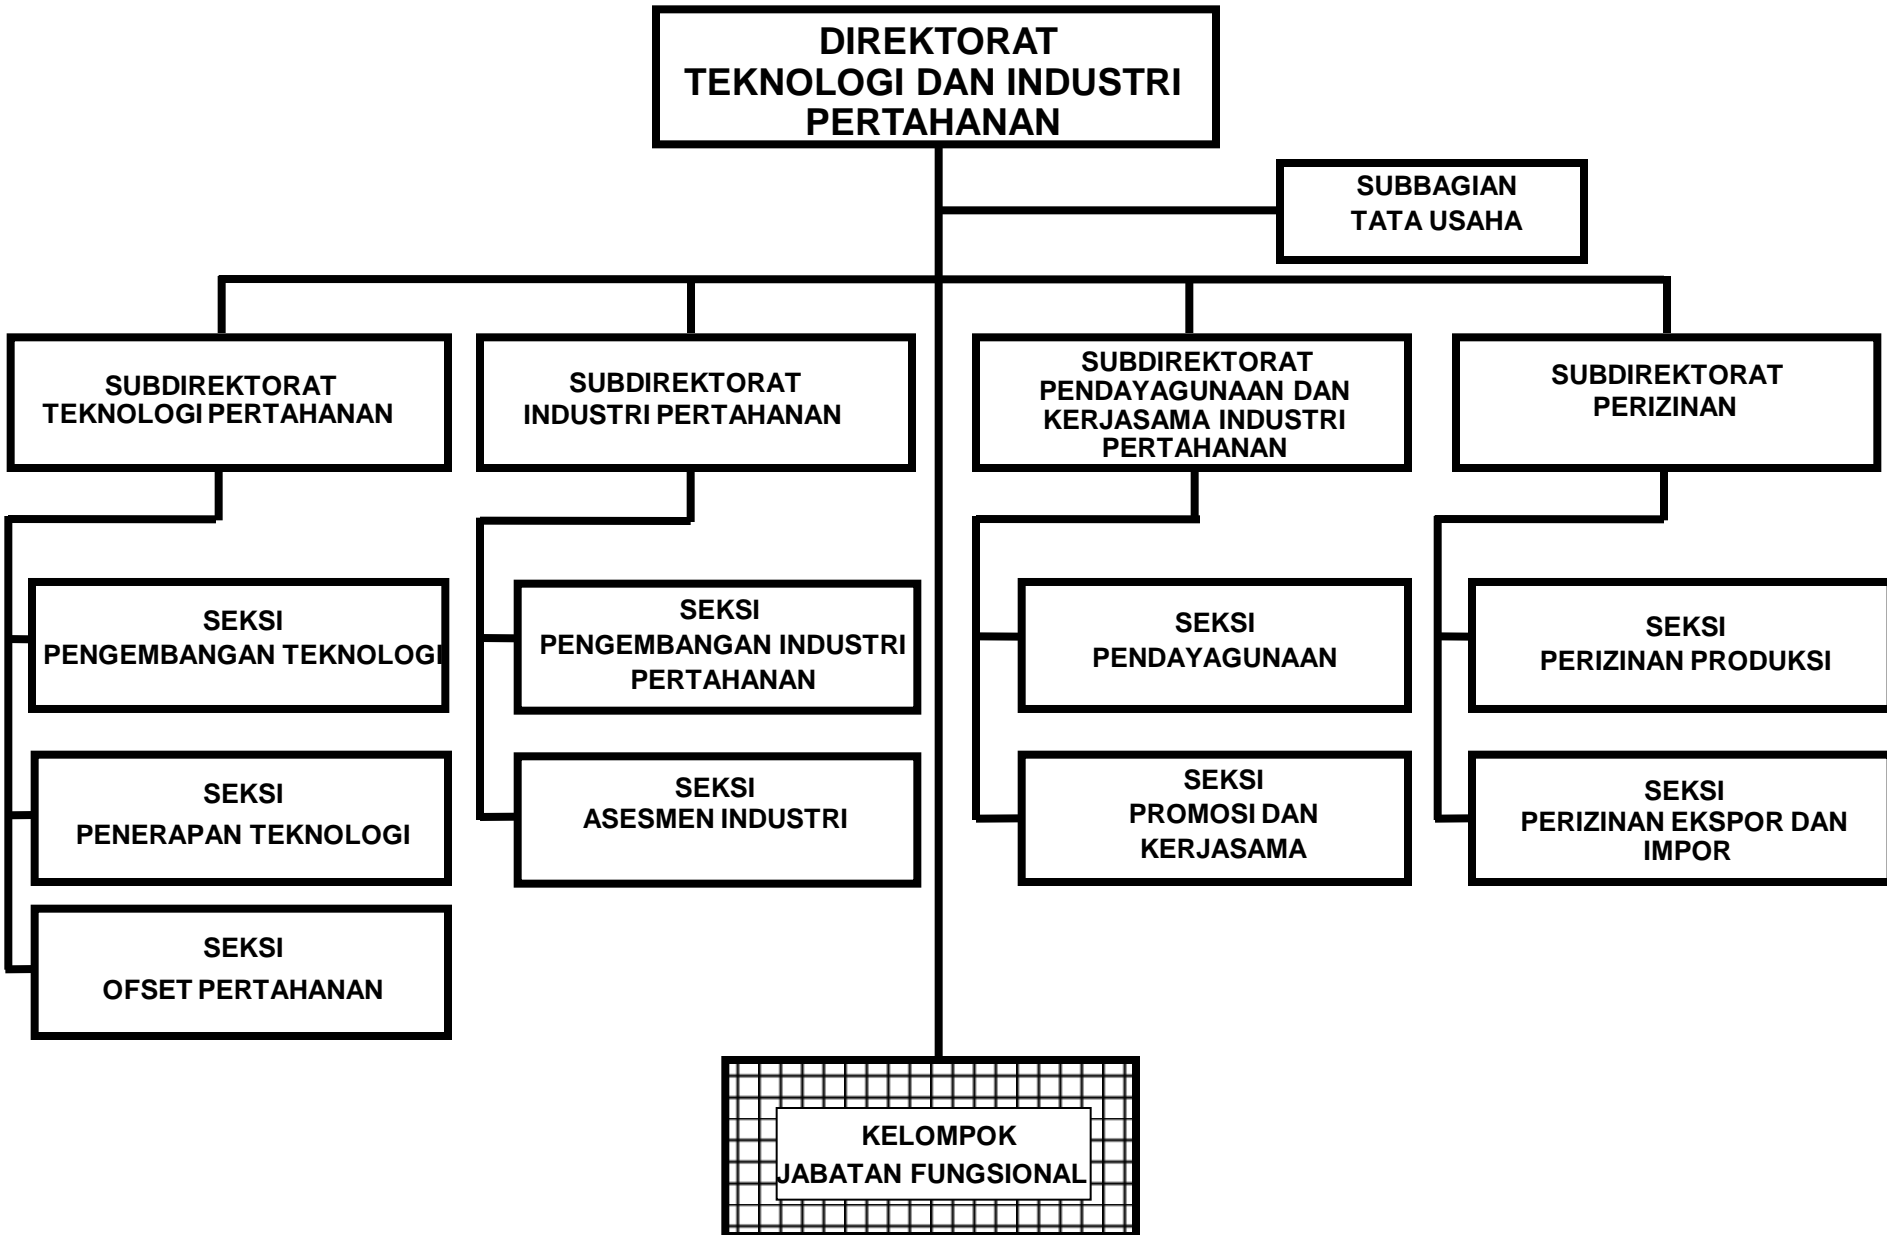 DIREKTORAT
TEKNOLOGI DAN INDUSTRI
PERTAHANAN
SUBBAGIAN
TATA USAHA
SUBDIREKTORAT
TEKNOLOGI PERTAHANAN
SUBDIREKTORAT
INDUSTRI PERTAHANAN
SUBDIREKTORAT
PENDAYAGUNAAN DAN
KERJASAMA INDUSTRI
PERTAHANAN
SUBDIREKTORAT
PERIZINAN
SEKSI
PENGEMBANGAN TEKNOLOGI
SEKSI
PENGEMBANGAN INDUSTRI
PERTAHANAN
SEKSI
PENDAYAGUNAAN
SEKSI
PERIZINAN PRODUKSI
SEKSI
PENERAPAN TEKNOLOGI
SEKSI
ASESMEN INDUSTRI
SEKSI
PROMOSI DAN
KERJASAMA
SEKSI
PERIZINAN EKSPOR DAN
IMPOR
SEKSI
OFSET PERTAHANAN
KELOMPOK
JABATAN FUNGSIONAL